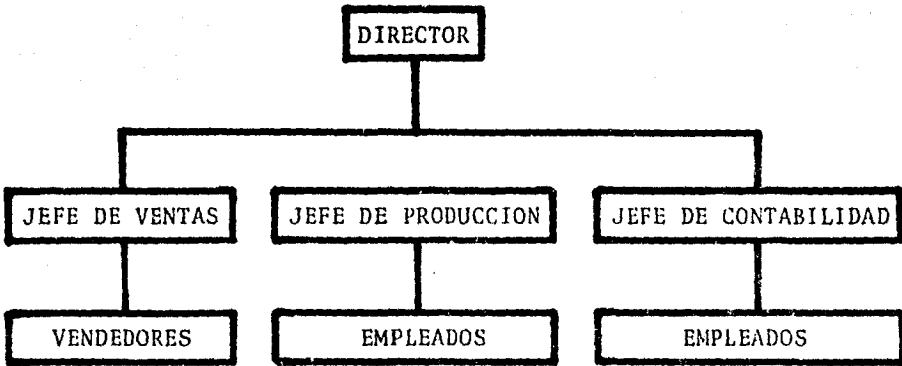 DIRECTOR
JEFE DE VENTAS
JEFE DE PRODUCCION
JEFE DE CONTABILIDAD
VENDEDORES
EMPLEADOS
EMPLEADOS